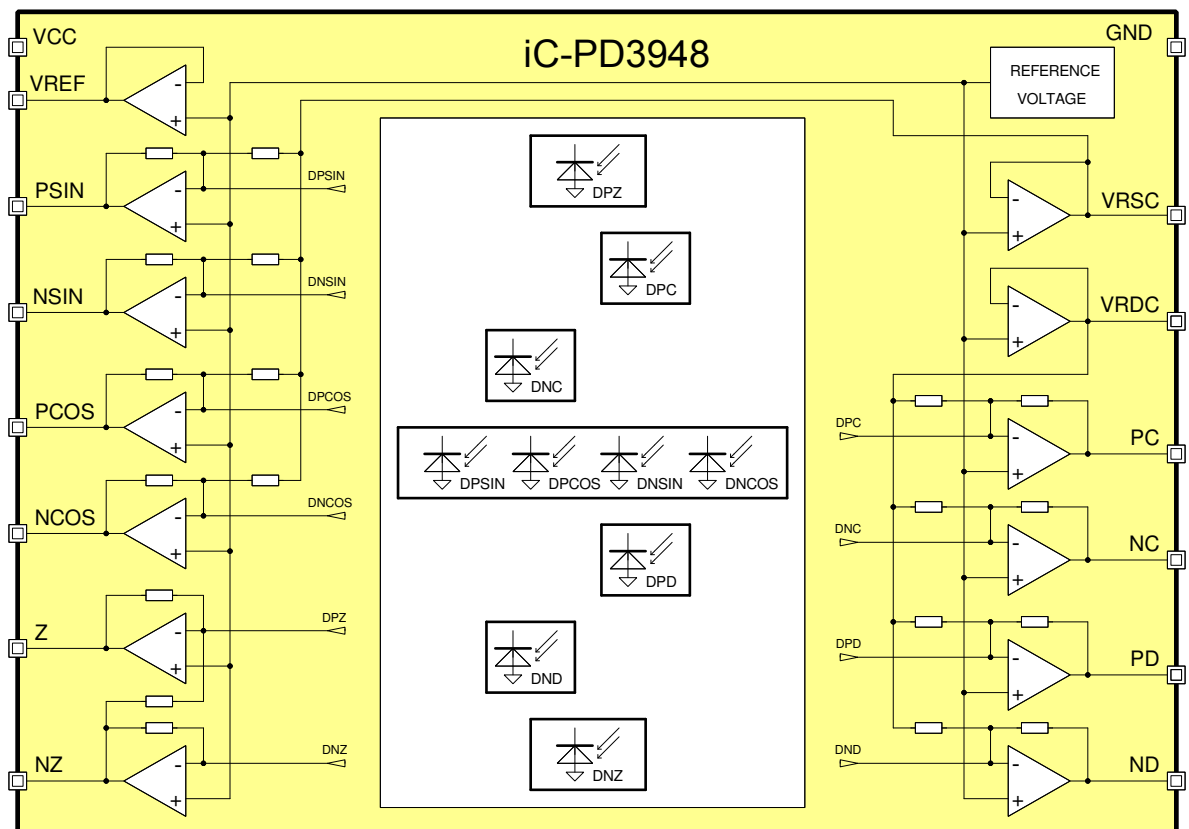 iC-PD3948
VCC
GND
VREF
REFERENCE
VOLTAGE
-
+
PSIN
DPSIN
-
+
DPZ
VRSC
-
+
NSIN
DNSIN
-
+
DPC
VRDC
-
+
PCOS
DPCOS
-
+
DNC
DPC
-
+
PC
NCOS
DNCOS
-
+
DPSIN DPCOS DNSIN DNCOS
DNC
-
+
NC
Z
DPZ
-
+
DPD
DPD
-
+
PD
DND
NZ
DNZ
-
+
DNZ
DND
-
+
ND